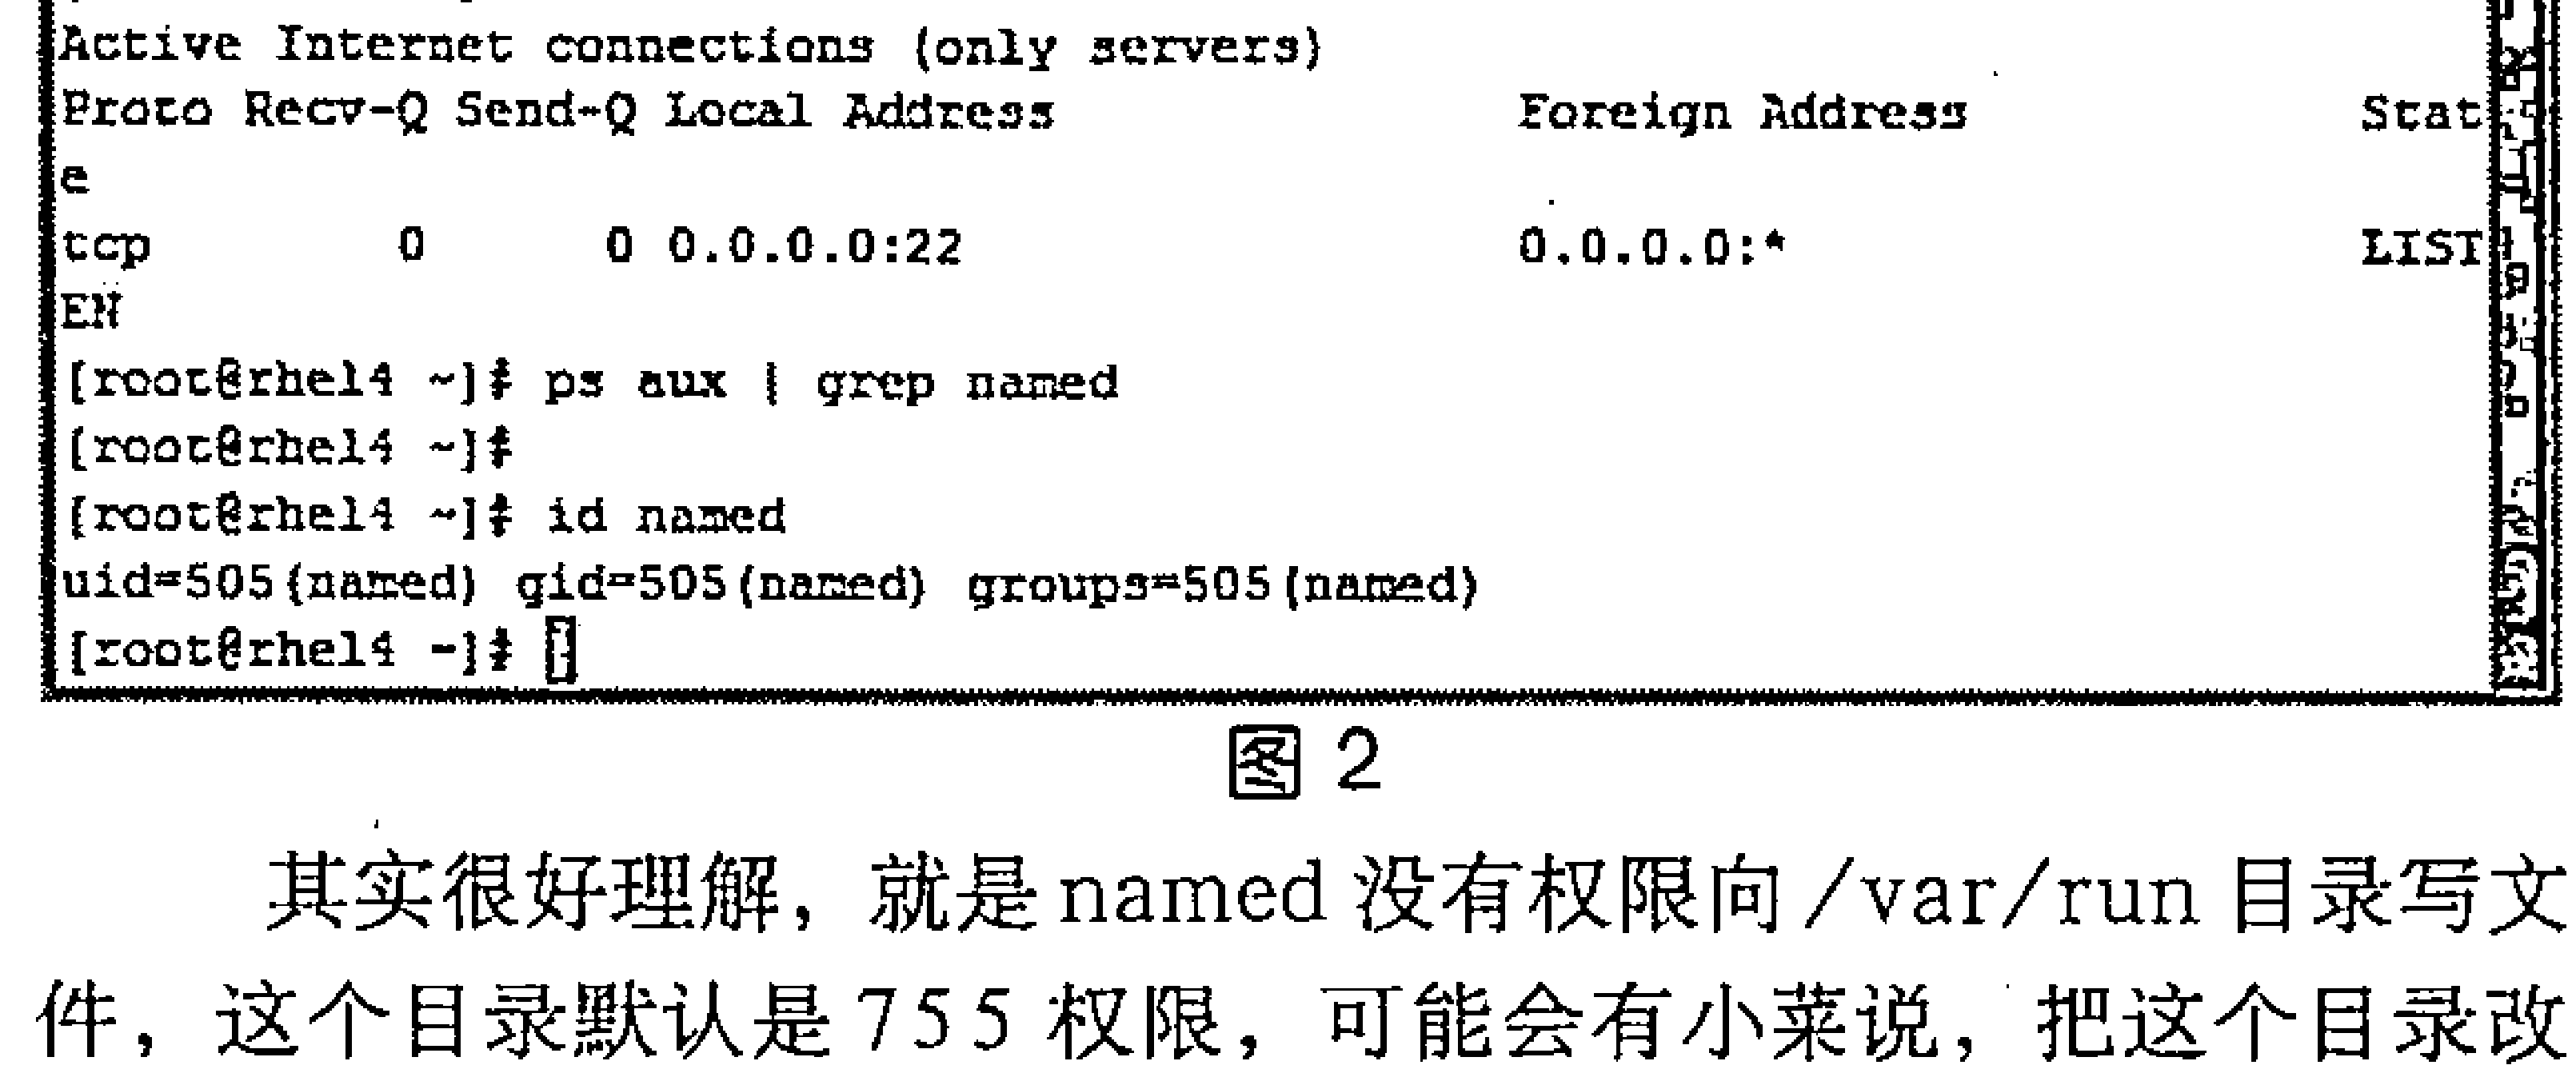 Active Internet connections (only servers)
Proto Recv-Q Send-Q Local Address Foreign Address Stat
e
tcp 0 0 0.0.0.0:22 0.0.0.0:* LIST
EN
[root@rhel4 ~]# ps aux | grep named
[root@rhel4 ~]#
[root@rhel4 ~]# id named
uid=505(named) gid=505(named) groups=505(named)
[root@rhel4 ~]#
图 2
其实很好理解，就是named没有权限向/var/run目录写文
件，这个目录默认是755权限，可能会有小菜说，把这个目录改